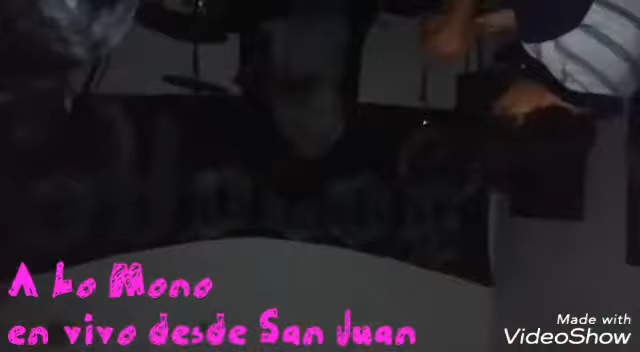 A Lo Mono
en vivo desde San Juan
Made with
VideoShow